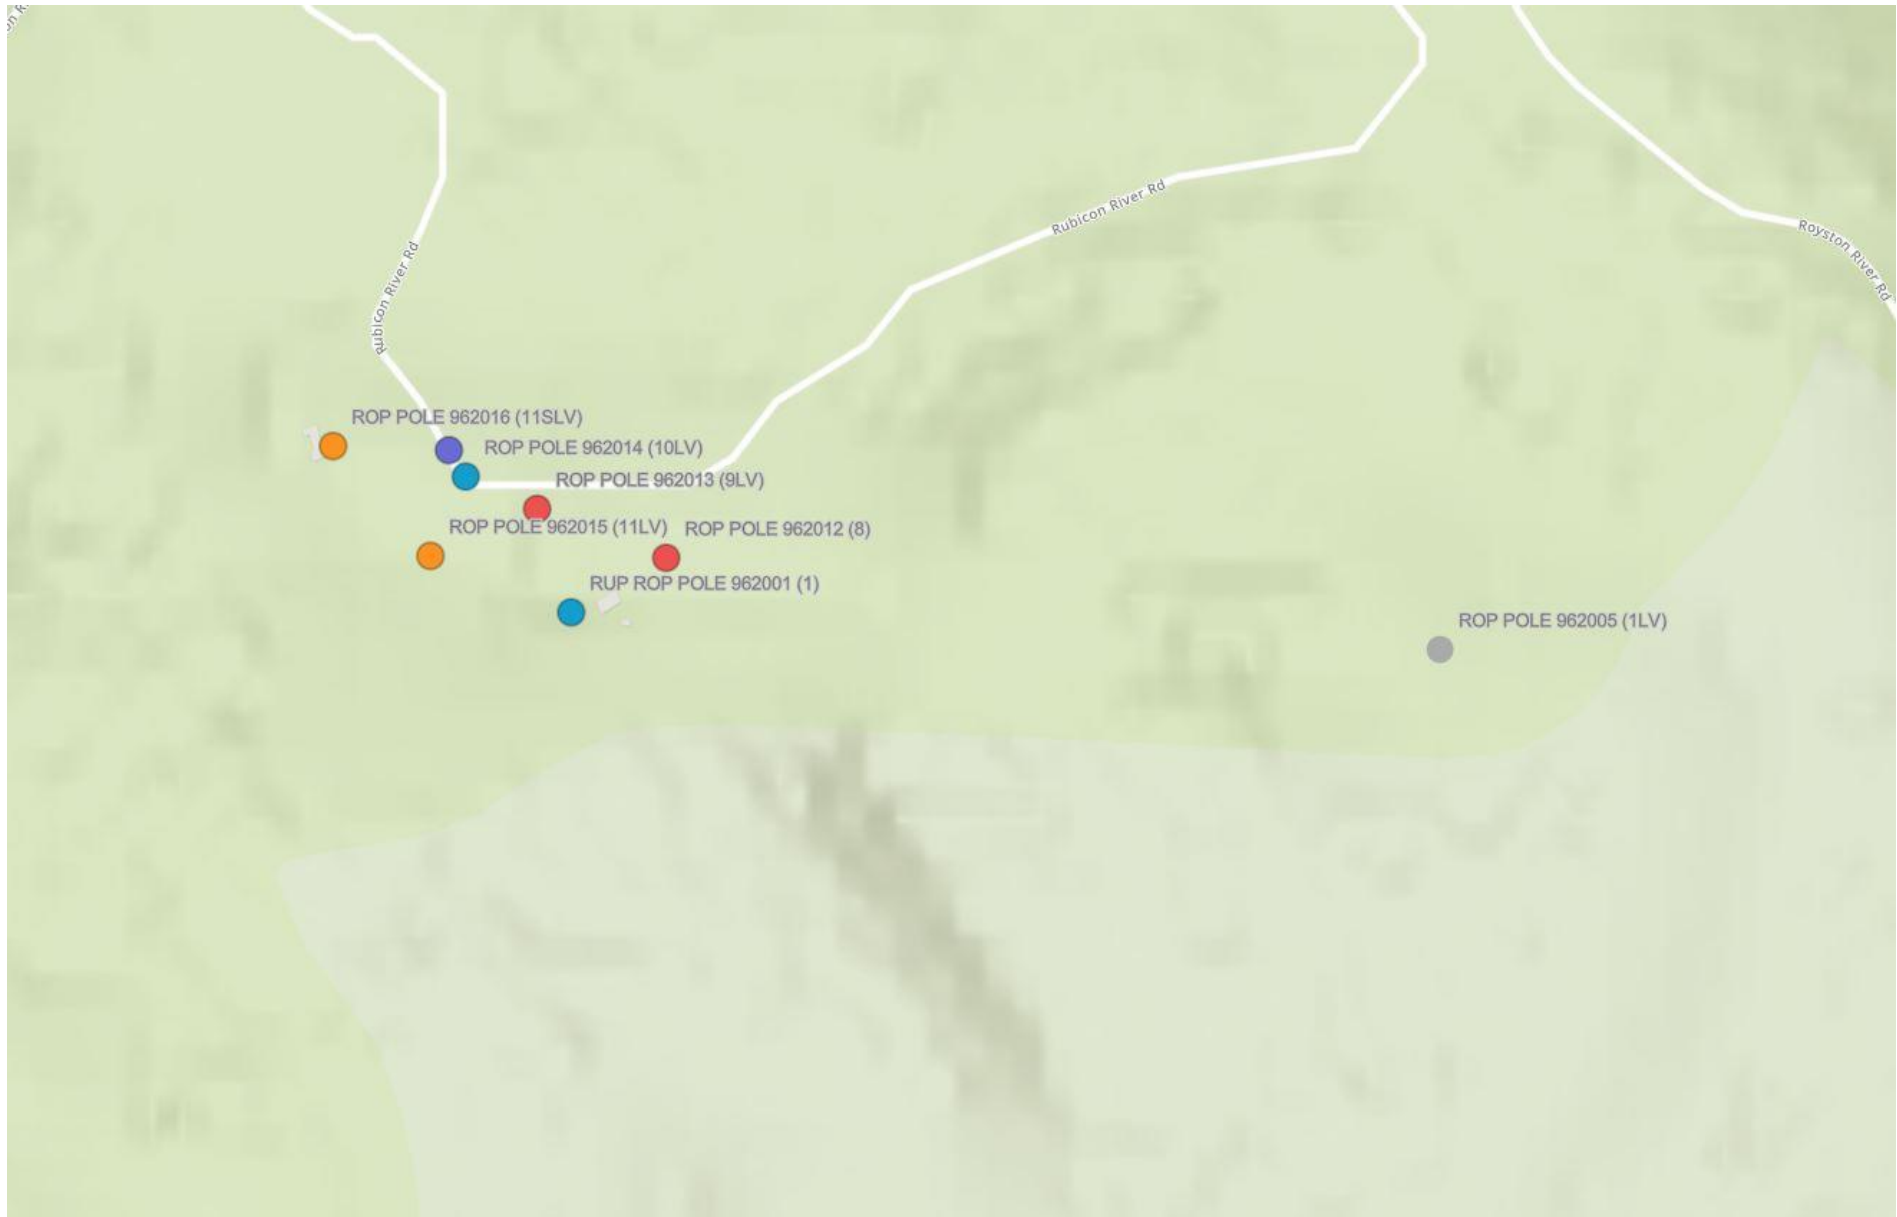 Rubicon River Rd
Royston River Rd
Rubicon River Rd
ROP POLE 962016 (11SLV)
ROP POLE 962014 (10LV)
ROP POLE 962013 (9LV)
ROP POLE 962015 (11LV)
ROP POLE 962012 (8)
RUP ROP POLE 962001 (1)
ROP POLE 962005 (1LV)